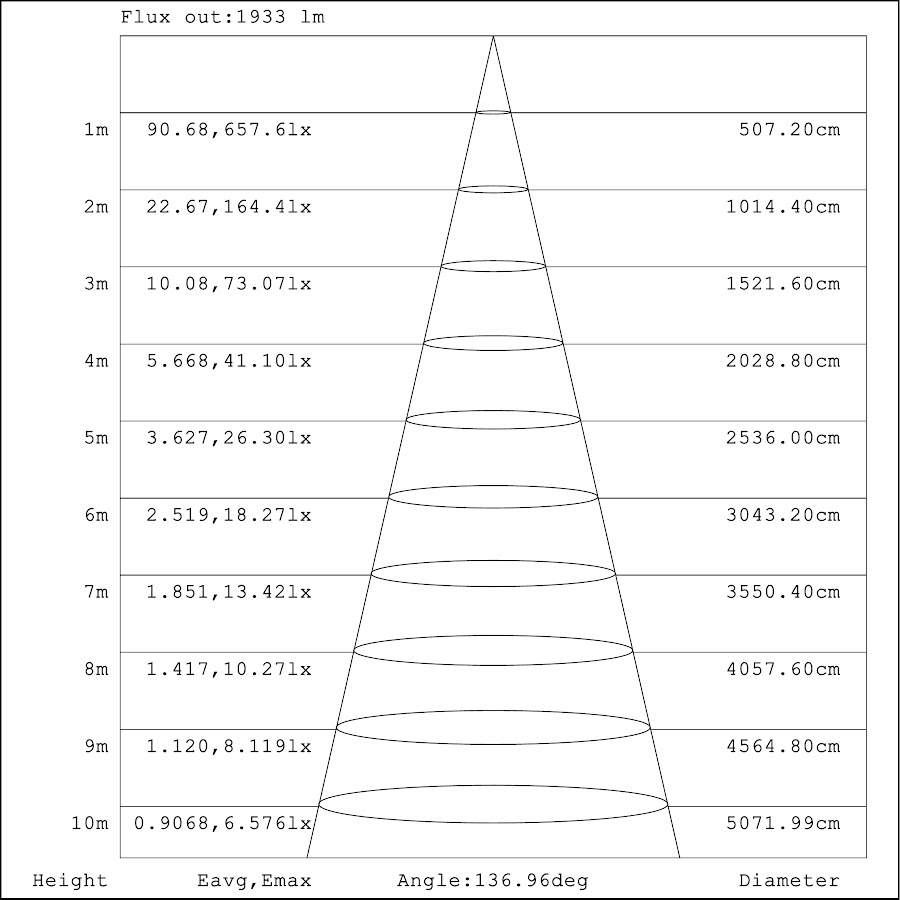 Flux out:1933 lm
1m 90.68,657.6lx 507.20cm
2m 22.67,164.4lx 1014.40cm
3m 10.08,73.07lx 1521.60cm
4m 5.668,41.10lx 2028.80cm
5m 3.627,26.30lx 2536.00cm
6m 2.519,18.27lx 3043.20cm
7m 1.851,13.42lx 3550.40cm
8m 1.417,10.27lx 4057.60cm
9m 1.120,8.119lx 4564.80cm
10m 0.9068,6.576lx 5071.99cm
Height Eavg,Emax Angle:136.96deg Diameter